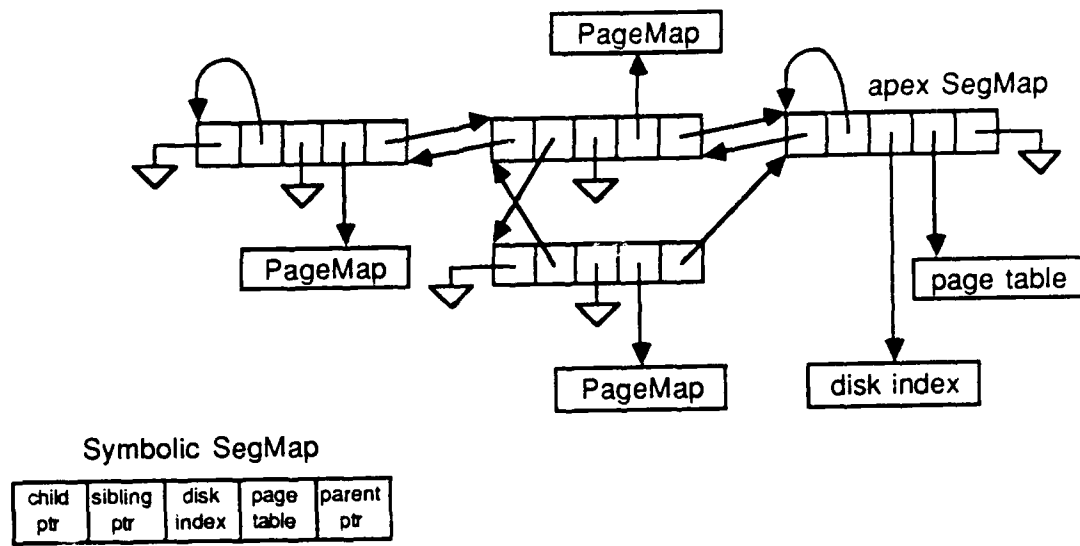 PageMap
apex SegMap
PageMap
page table
PageMap
disk index
Symbolic SegMap
child ptr
sibling ptr
disk index
page table
parent ptr